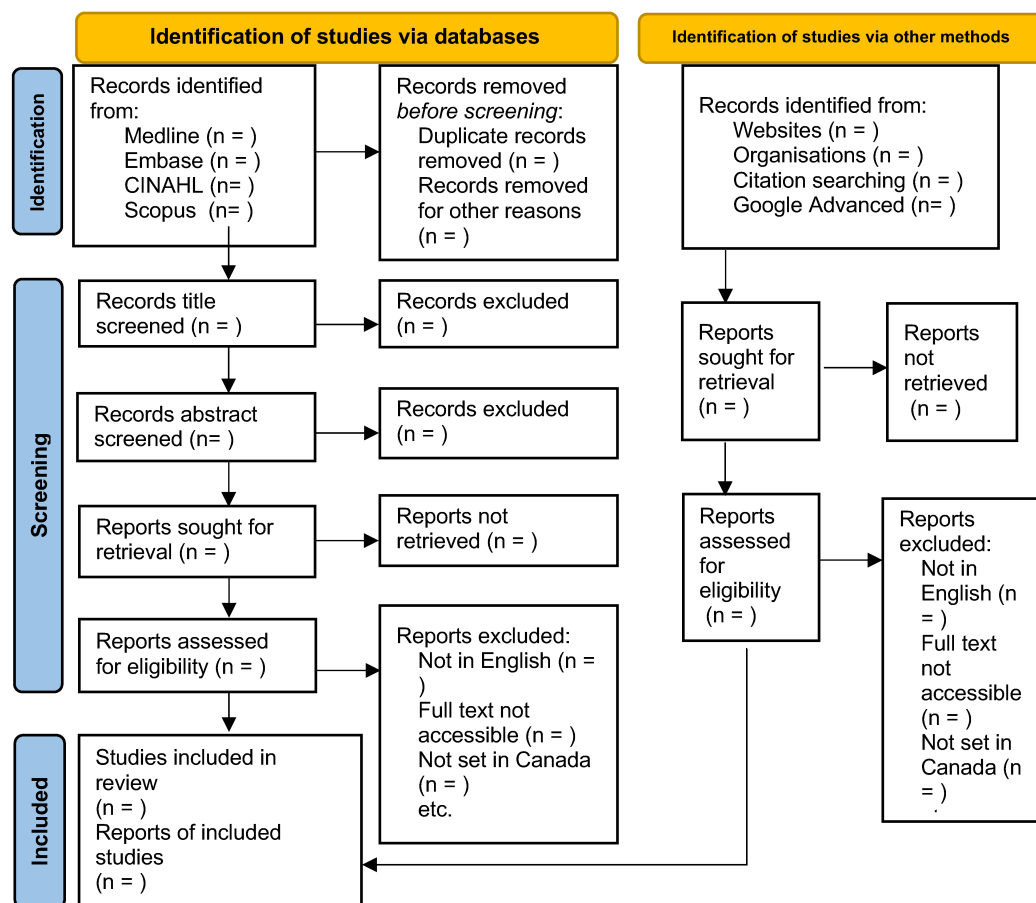 Identification of studies via databases
Identification of studies via other methods
Identification
Records identified
from:
Medline (n = )
Embase (n = )
CINAHL (n= )
Scopus  (n= )
Records removed
before screening:
Duplicate records
removed (n = )
Records removed
for other reasons
(n = )
Records identified from:
Websites (n = )
Organisations (n = )
Citation searching (n = )
Google Advanced (n= )
Screening
Records title
screened (n = )
Records excluded
(n = )
Records abstract
screened (n= )
Records excluded
(n = )
Reports sought for
retrieval (n = )
Reports not
retrieved (n = )
Reports assessed
for eligibility (n = )
Reports excluded:
Not in English (n =
)
Full text not
accessible (n = )
Not set in Canada
(n = )
etc.
Reports
sought for
retrieval
(n = )
Reports
not
retrieved
(n = )
Reports
assessed
for
eligibility
(n = )
Reports
excluded:
Not in
English (n
= )
Full text
not
accessible
(n = )
Not set in
Canada (n
= )
Included
Studies included in
review
(n = )
Reports of included
studies
(n = )